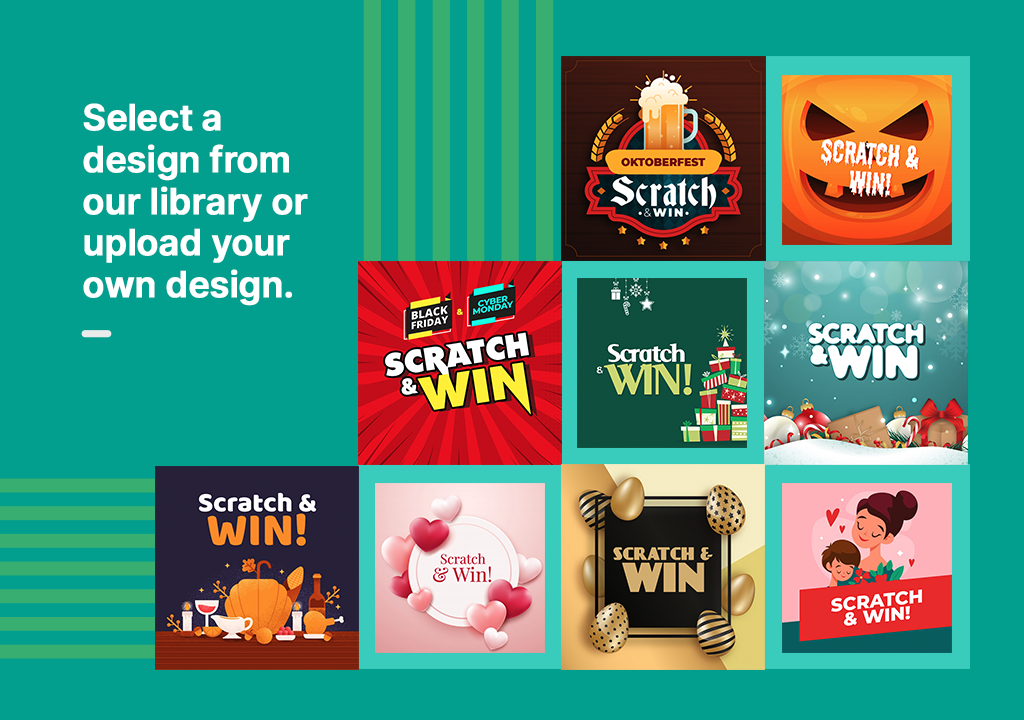 Select a
design from
our library or
upload your
own design.
OKTOBERFEST
Scratch
& WIN
SCRATCH &
WIN!
BLACK
FRIDAY
&
CYBER
MONDAY
SCRATCH
& WIN
Scratch
& WIN!
SCRATCH
& WIN
Scratch &
WIN!
Scratch
& Win!
SCRATCH &
WIN
SCRATCH
& WIN!